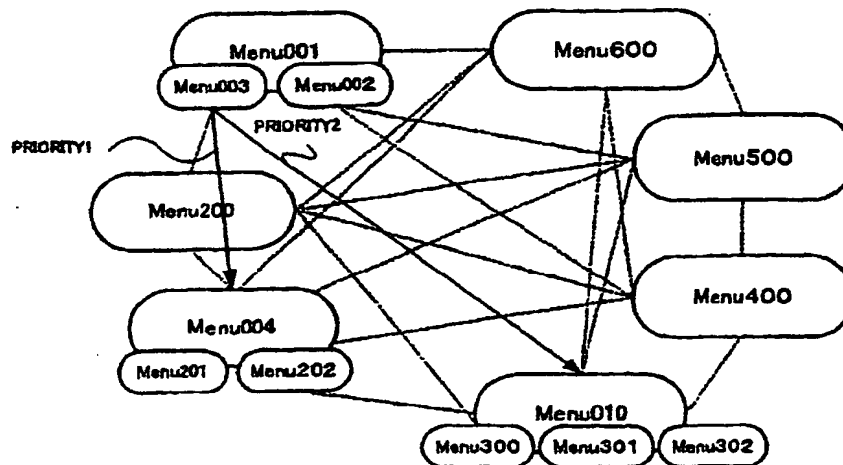 Menu001
Menu600
Menu003
Menu002
PRIORITY1
PRIORITY2
Menu500
Menu200
Menu400
Menu004
Menu201
Menu202
Menu010
Menu300
Menu301
Menu302